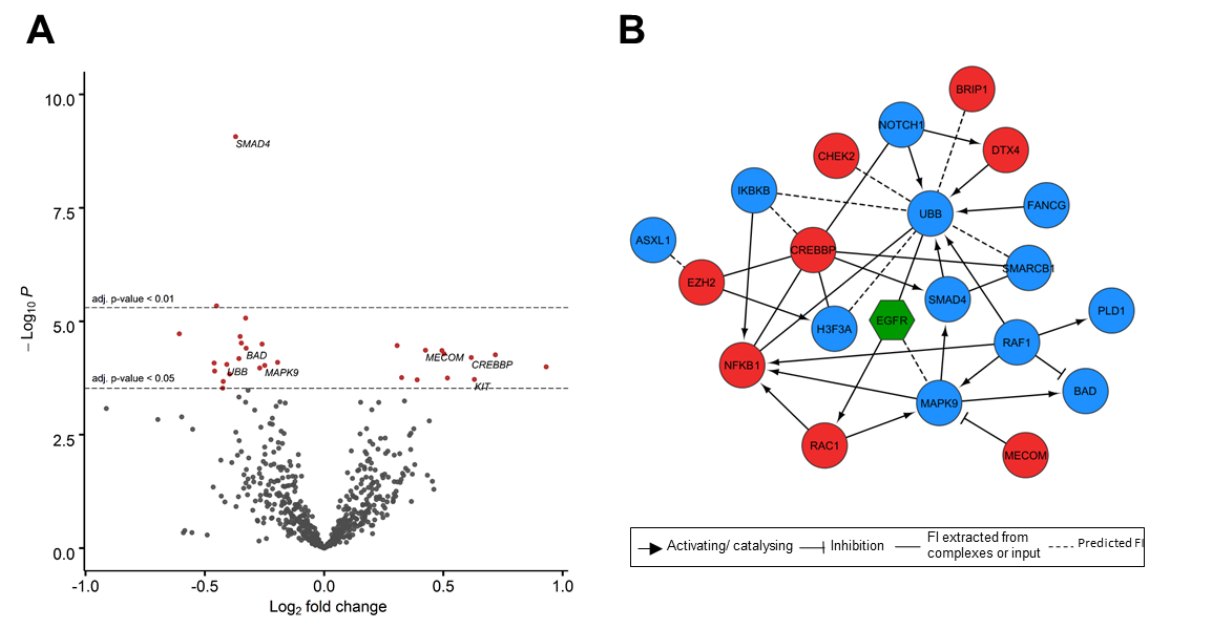 A
B
10.0
7.5
5.0
2.5
0.0
– Log10 P
SMAD4
adj. p-value < 0.01
BAD
UBB
MAPK9
MECOM
CREBBP
KIT
adj. p-value < 0.05
-1.0
-0.5
0.0
0.5
1.0
Log2 fold change
BRIP1
NOTCH1
DTX4
CHEK2
IKBKB
UBB
FANCG
ASXL1
CREBBP
EZH2
SMARCB1
SMAD4
H3F3A
EGFR
PLD1
RAF1
NFKB1
BAD
MAPK9
RAC1
MECOM
Activating/ catalysing
Inhibition
FI extracted from
complexes or input
Predicted FI